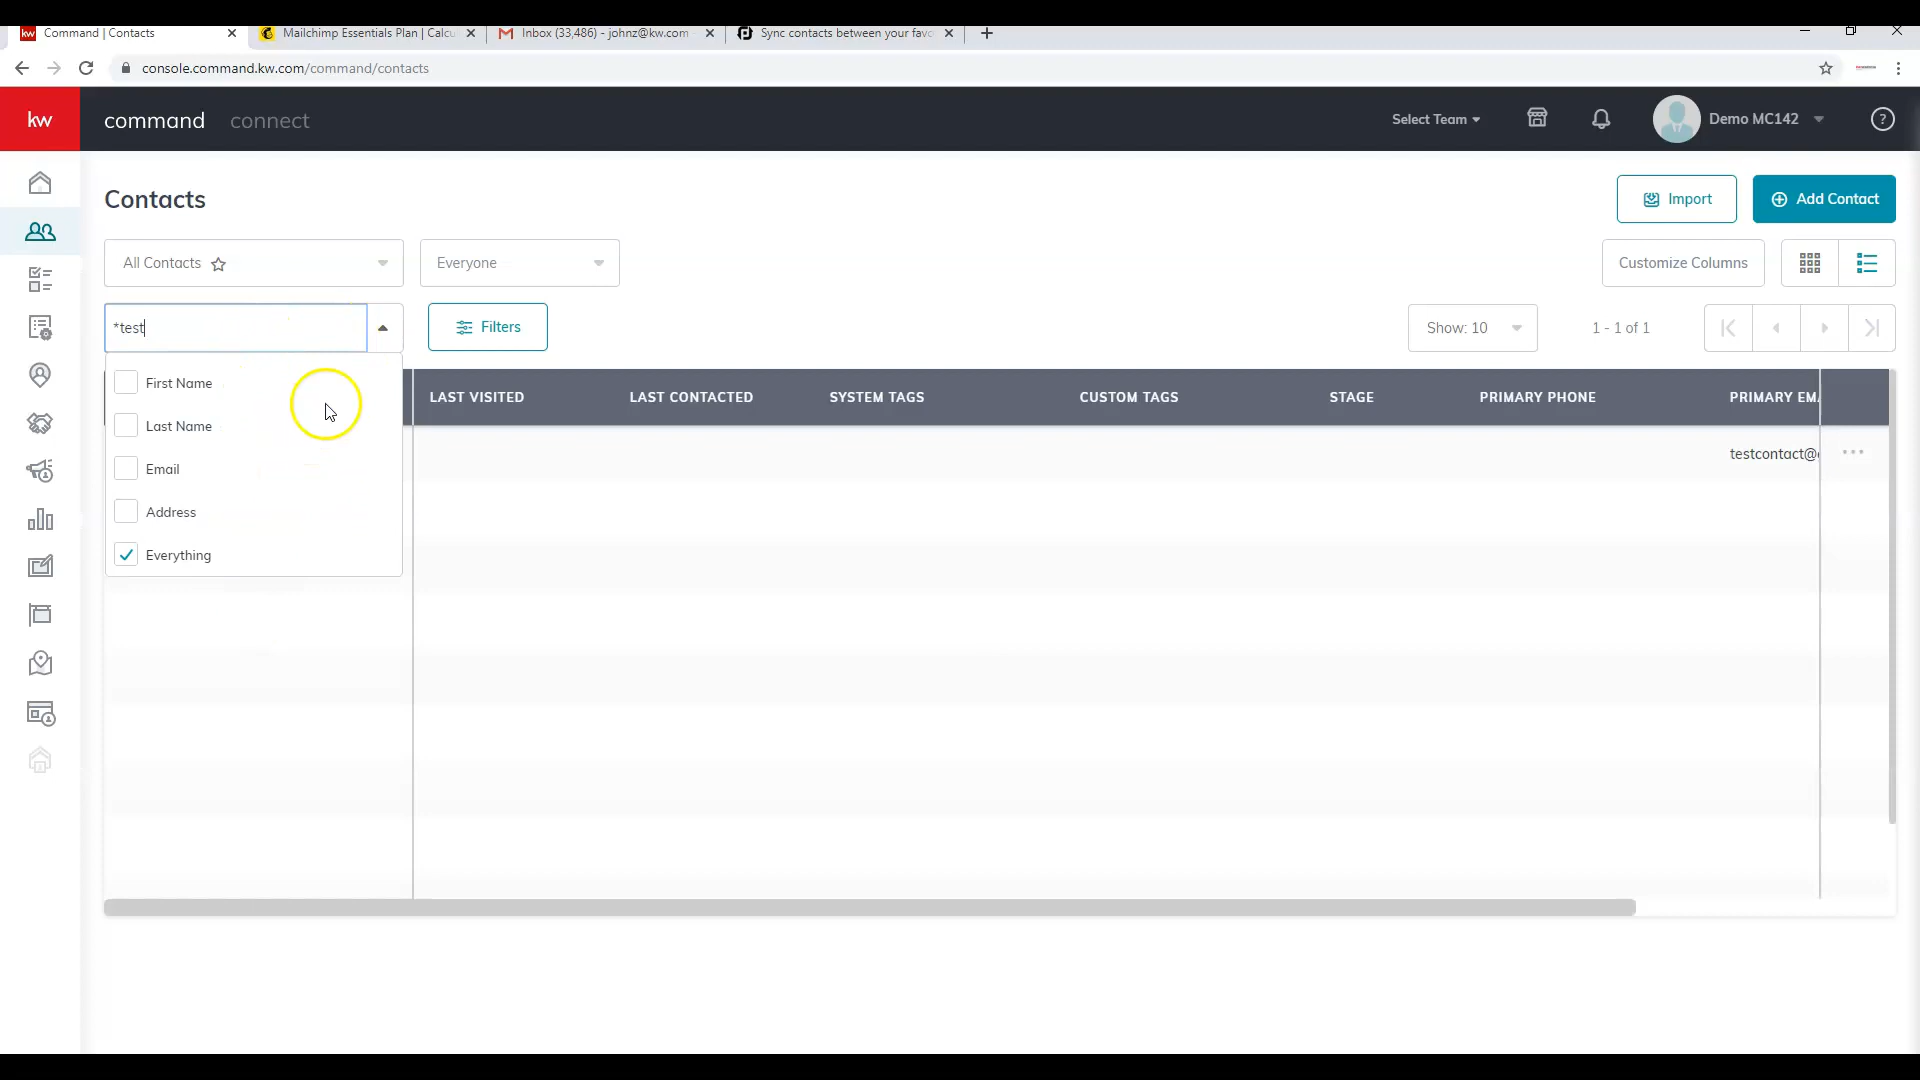 kw Command | Contacts
Mailchimp Essentials Plan | Calcu
Inbox (33,486) - johnz@kw.com
Sync contacts between your favo
console.command.kw.com/command/contacts
kw command connect Select Team Demo MC142 ?
Contacts Import Add Contact
All Contacts Everyone Customize Columns
*test Filters Show: 10 1 - 1 of 1
First Name
LAST VISITED LAST CONTACTED SYSTEM TAGS CUSTOM TAGS STAGE PRIMARY PHONE PRIMARY EMA
Last Name
testcontact@
Email
Address
Everything